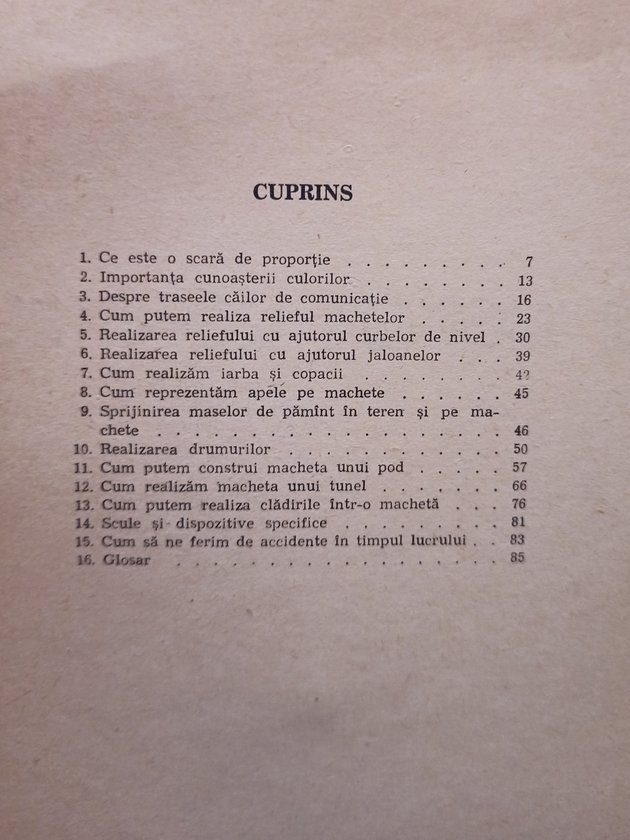 CUPRINS
1. Ce este o scară de proporție . . . . . . . . . 7
2. Importanța cunoașterii culorilor . . . . . . . . 13
3. Despre traseele căilor de comunicație . . . . . . 16
4. Cum putem realiza relieful machetelor . . . . . 23
5. Realizarea reliefului cu ajutorul curbelor de nivel . 30
6. Realizarea reliefului cu ajutorul jaloanelor . . . 39
7. Cum realizăm iarba și copacii . . . . . . . . 42
8. Cum reprezentăm apele pe machete . . . . . . 45
9. Sprijinirea maselor de pămînt în teren și pe ma-
chete . . . . . . . . . . . . . . . . . . 46
10. Realizarea drumurilor . . . . . . . . . . . 50
11. Cum putem construi macheta unui pod . . . . . 57
12. Cum realizăm macheta unui tunel . . . . . . . 66
13. Cum putem realiza clădirile într-o machetă . . . 76
14. Scule și dispozitive specifice . . . . . . . . 81
15. Cum să ne ferim de accidente în timpul lucrului . . 83
16. Glosar . . . . . . . . . . . . . . . . . 85